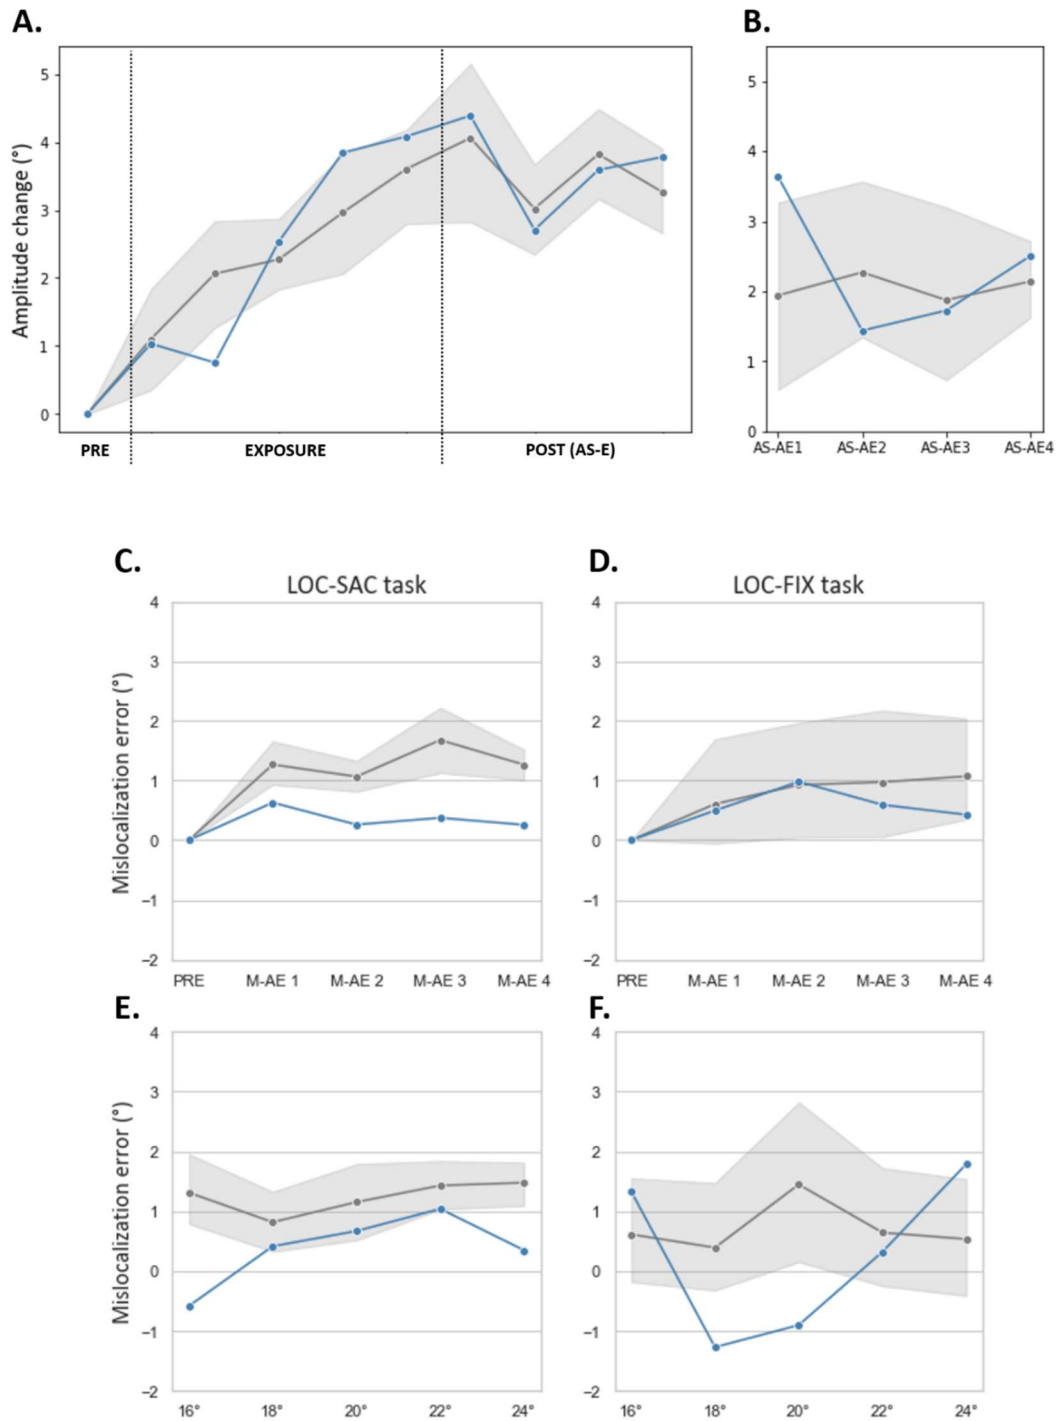 A.
B.
Amplitude change (°)
5
4
3
2
1
0
PRE
EXPOSURE
POST (AS-E)
5
4
3
2
1
0
AS-AE1
AS-AE2
AS-AE3
AS-AE4
C.
D.
LOC-SAC task
LOC-FIX task
Mislocalization error (°)
4
3
2
1
0
−1
−2
PRE
M-AE 1
M-AE 2
M-AE 3
M-AE 4
4
3
2
1
0
−1
−2
PRE
M-AE 1
M-AE 2
M-AE 3
M-AE 4
E.
F.
Mislocalization error (°)
4
3
2
1
0
−1
−2
16°
18°
20°
22°
24°
4
3
2
1
0
−1
−2
16°
18°
20°
22°
24°